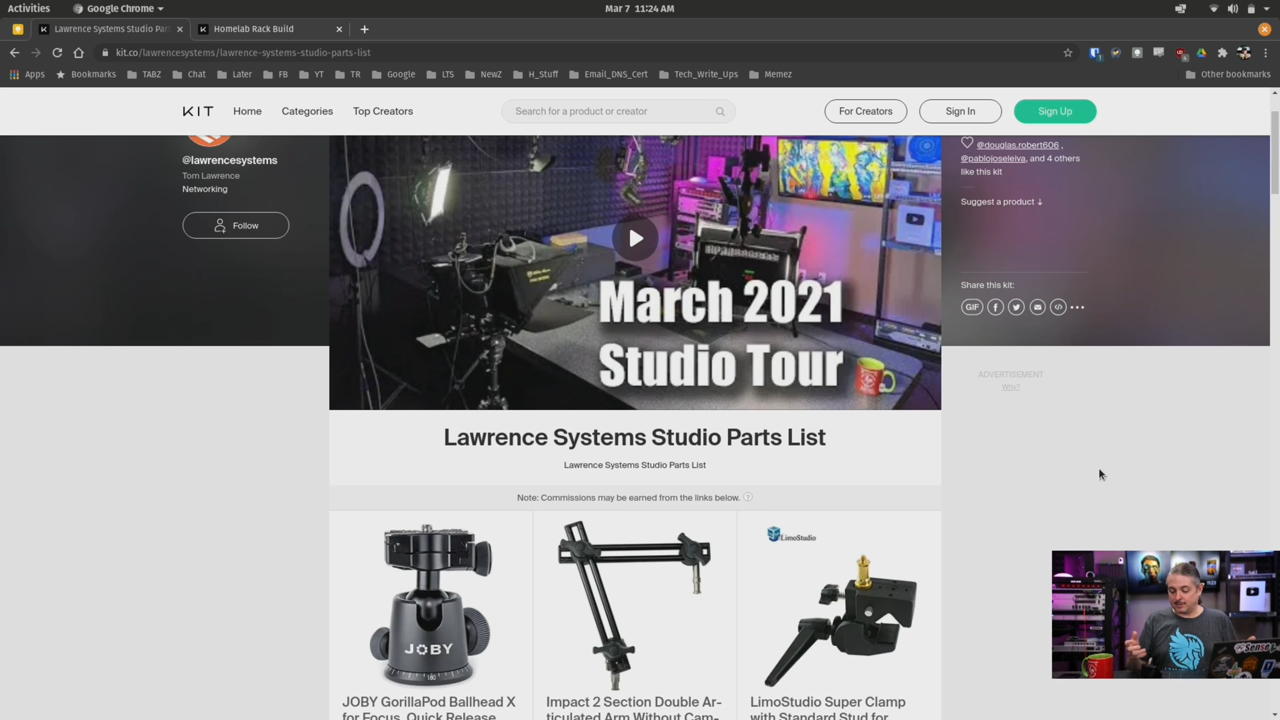 Activities
Google Chrome
Mar 7 11:24 AM
Lawrence Systems Studio Par
Homelab Rack Build
kit.co/lawrencesystems/lawrence-systems-studio-parts-list
Apps
Bookmarks
TABZ
Chat
Later
FB
YT
TR
Google
LTS
NewZ
H_Stuff
Email_DNS_Cert
Tech_Write_Ups
Memez
Other bookmarks
KIT
Home
Categories
Top Creators
Search for a product or creator
For Creators
Sign In
Sign Up
@lawrencesystems
Tom Lawrence
Networking
Follow
March 2021
Studio Tour
@douglas.robert606 ,
@pablojoseleiva, and 4 others
like this kit
Suggest a product ↓
Share this kit:
GIF
ADVERTISEMENT
Why?
Lawrence Systems Studio Parts List
Lawrence Systems Studio Parts List
Note: Commissions may be earned from the links below.
JOBY
180
LimoStudio
JOBY GorillaPod Ballhead X
for Focus, Quick Release
Impact 2 Section Double Ar-
ticulated Arm Without Cam-
LimoStudio Super Clamp
with Standard Stud for